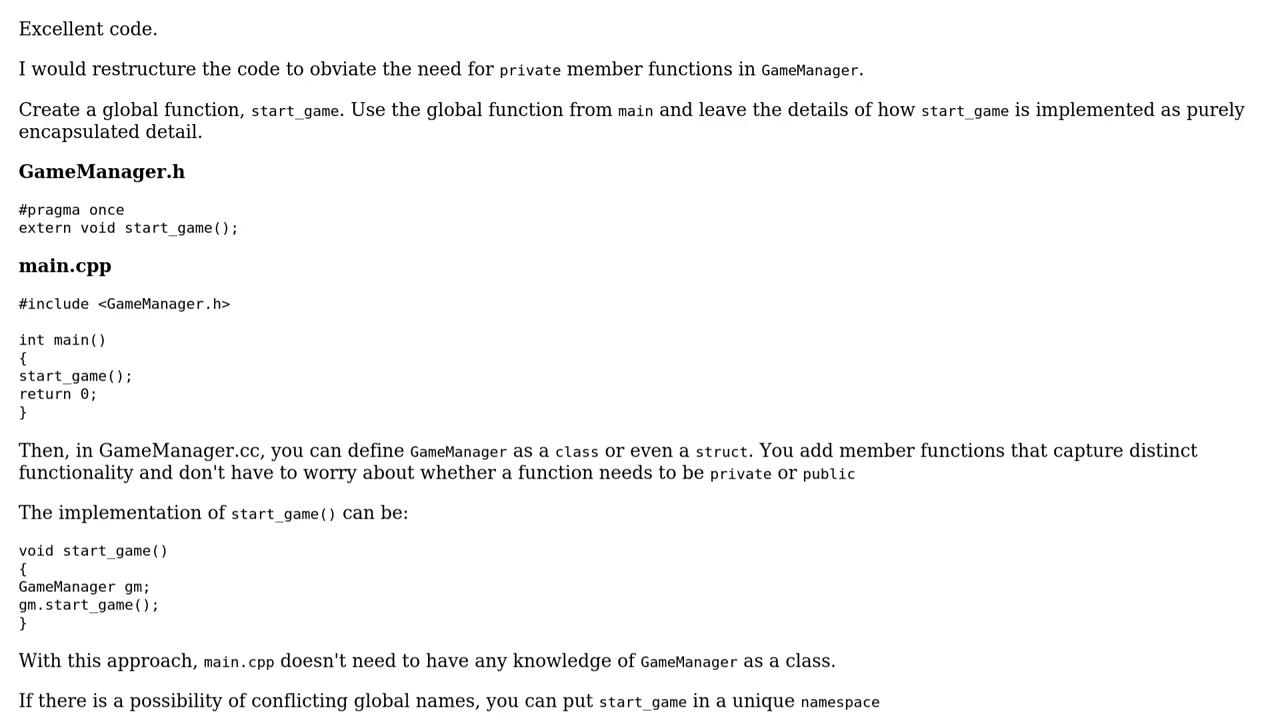 Excellent code.
I would restructure the code to obviate the need for private member functions in GameManager.
Create a global function, start_game. Use the global function from main and leave the details of how start_game is implemented as purely
encapsulated detail.
GameManager.h
#pragma once
extern void start_game();
main.cpp
#include <GameManager.h>
int main()
{
start_game();
return 0;
}
Then, in GameManager.cc, you can define GameManager as a class or even a struct. You add member functions that capture distinct
functionality and don't have to worry about whether a function needs to be private or public
The implementation of start_game() can be:
void start_game()
{
GameManager gm;
gm.start_game();
}
With this approach, main.cpp doesn't need to have any knowledge of GameManager as a class.
If there is a possibility of conflicting global names, you can put start_game in a unique namespace